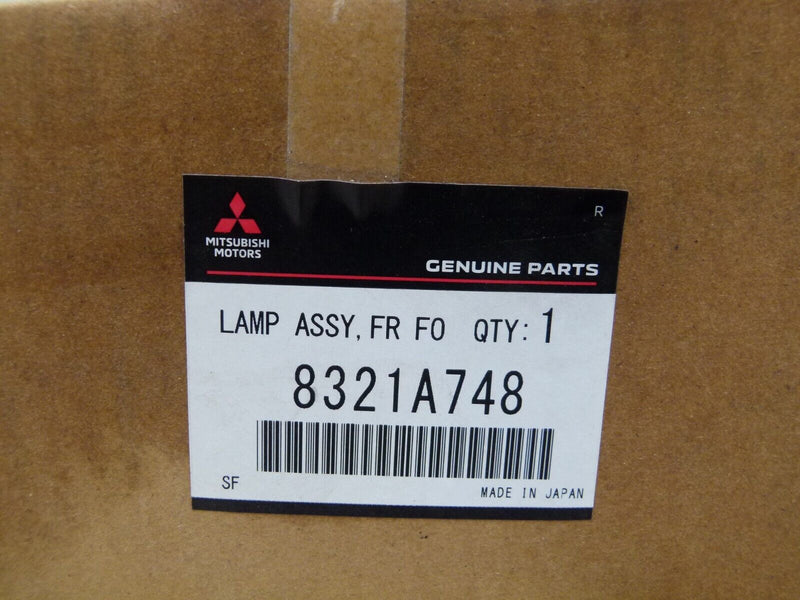 R
MITSUBISHI
MOTORS
GENUINE PARTS
LAMP ASSY,FR FO QTY:1
8321A748
SF
MADE IN JAPAN